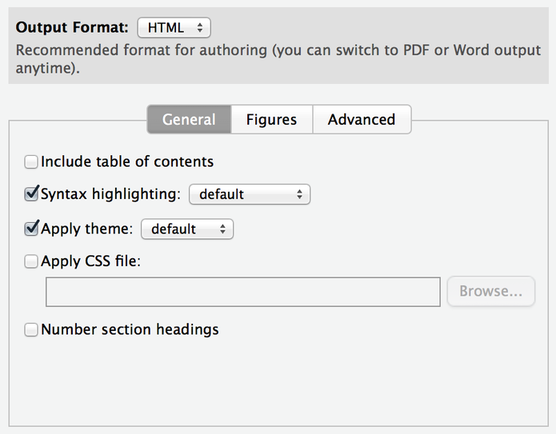 Output Format: HTML
Recommended format for authoring (you can switch to PDF or Word output
anytime).
General Figures Advanced
Include table of contents
Syntax highlighting: default
Apply theme: default
Apply CSS file:
Browse...
Number section headings